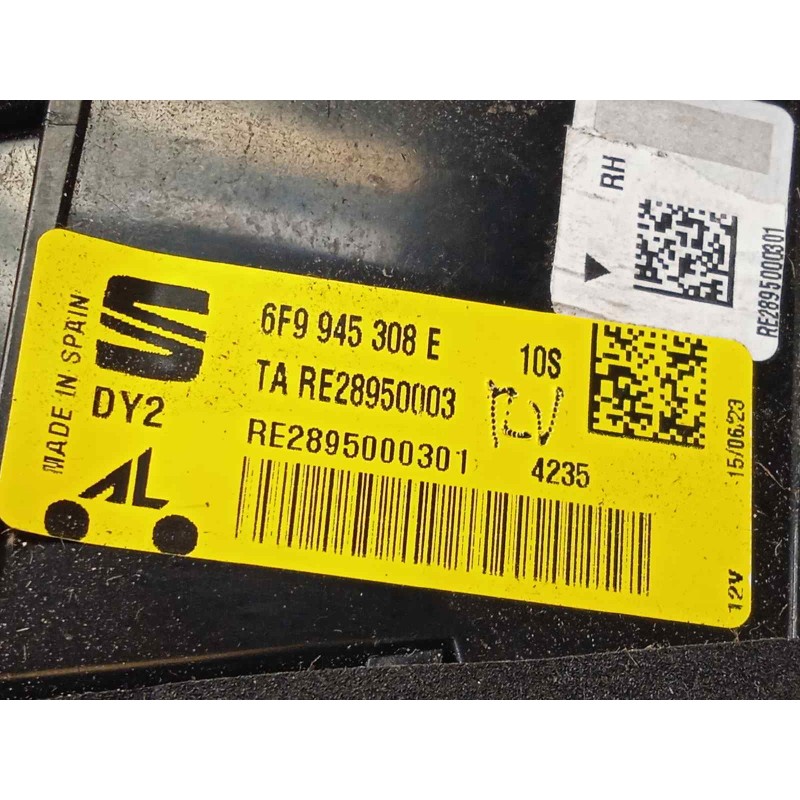 RH
RE2895000301
MADE IN SPAIN
S
DY2
AL
6F9 945 308 E
10S
TA RE28950003
RE2895000301
4235
15/06/23
12V